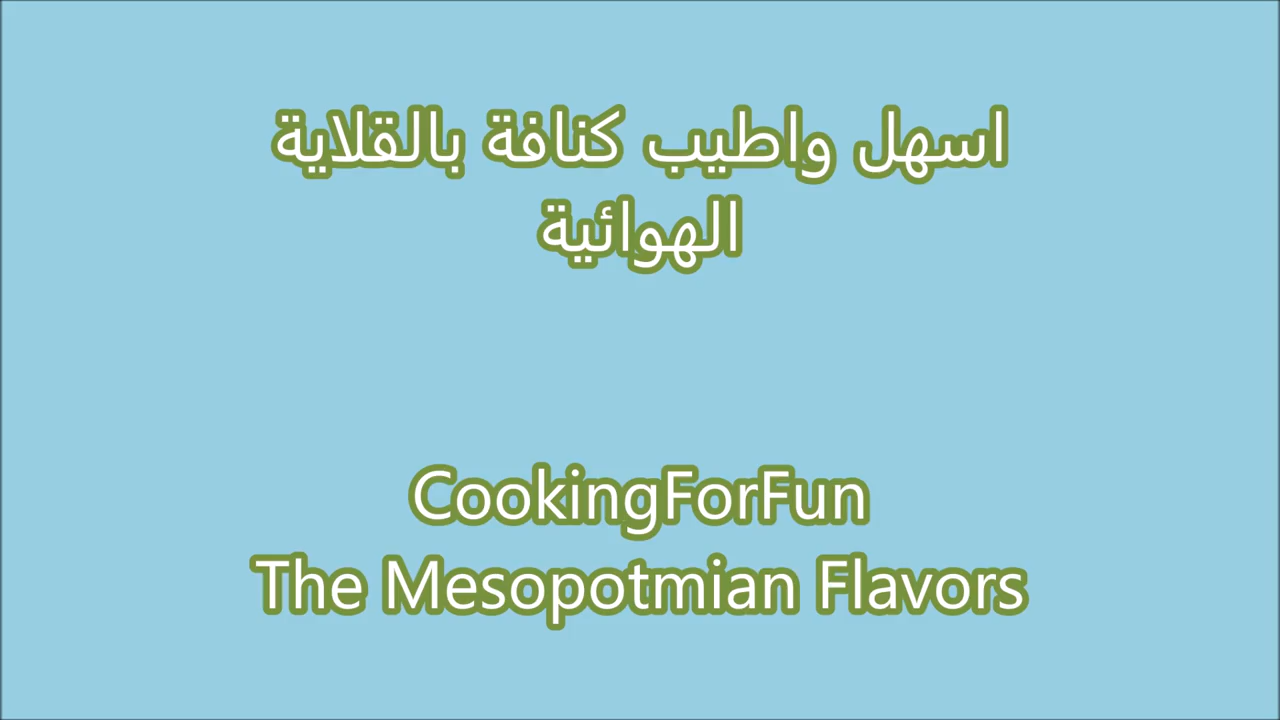 اسهل واطيب كنافة بالقلاية
الهوائية
CookingForFun
The Mesopotmian Flavors